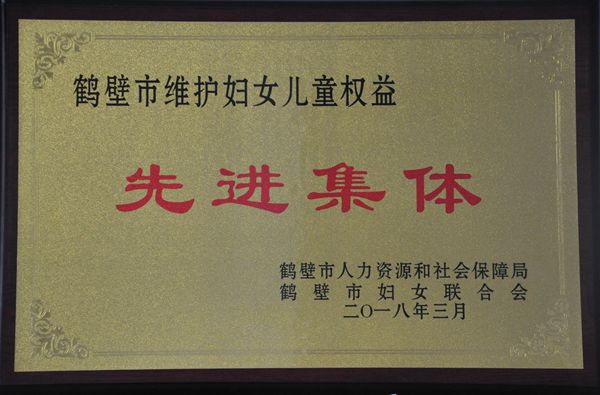 鹤壁市维护妇女儿童权益
先进集体
鹤壁市人力资源和社会保障局
鹤壁市妇女联合会
二O一八年三月